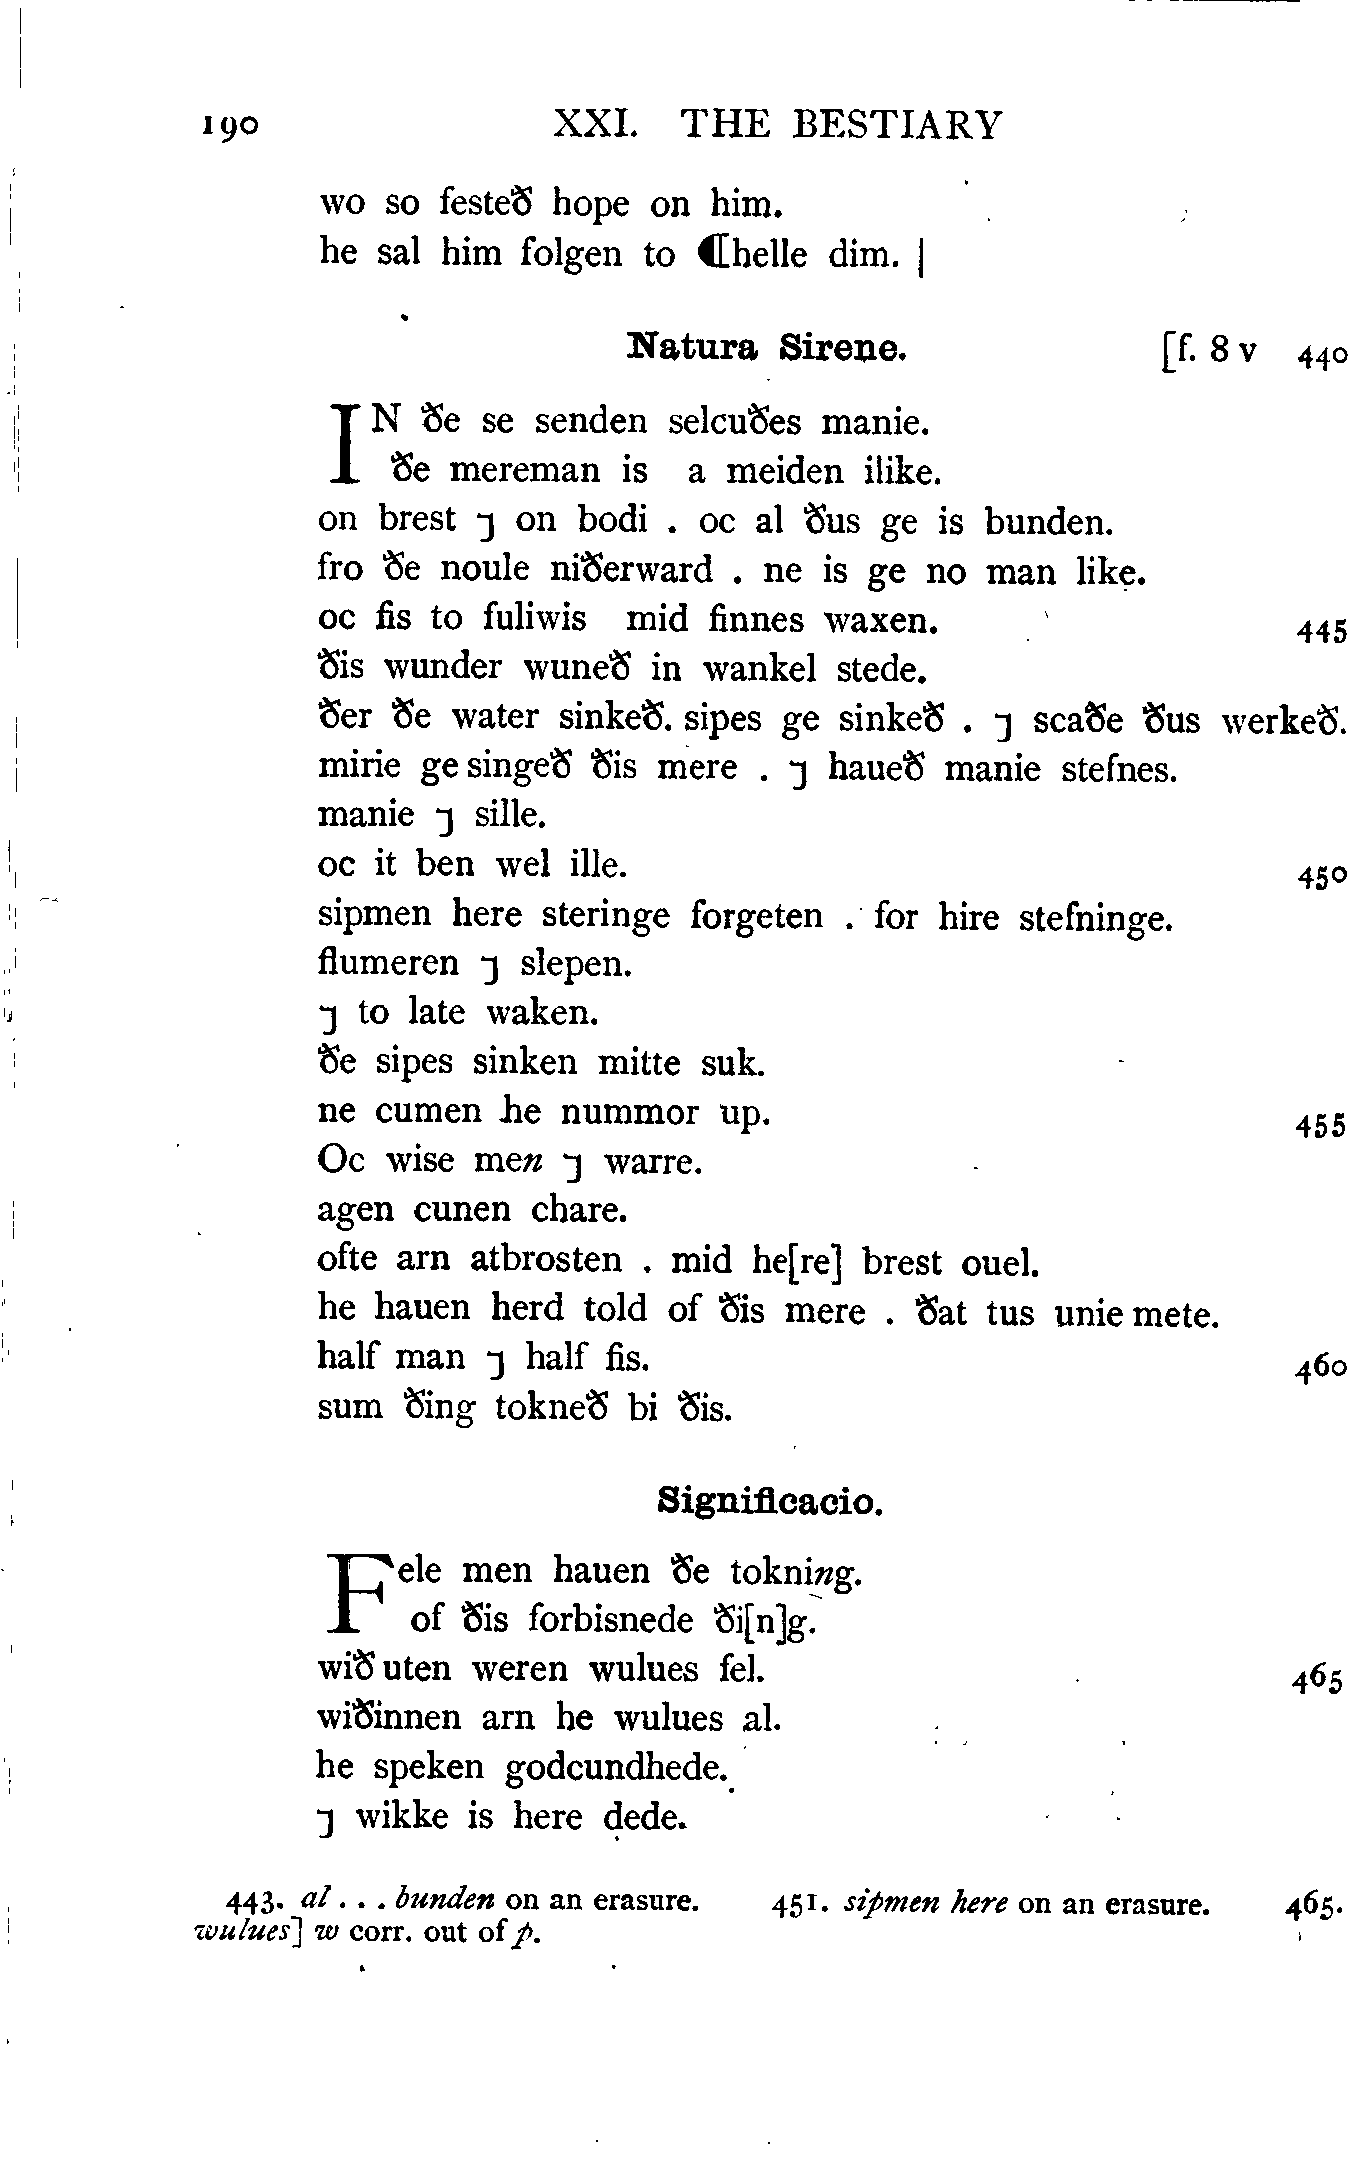 190 XXI. THE BESTIARY
wo so festeð hope on him.
he sal him folgen to ⸿helle dim. |
Natura Sirene. [f. 8 v 440
IN ðe se senden selcuðes manie.
ðe mereman is a meiden ilike.
on brest ⁊ on bodi . oc al ðus ge is bunden.
fro ðe noule niðerward . ne is ge no man like.
oc fis to fuliwis mid finnes waxen. 445
ðis wunder wuneð in wankel stede.
ðer ðe water sinkeð. sipes ge sinkeð . ⁊ scaðe ðus werkeð.
mirie ge singeð ðis mere . ⁊ haueð manie stefnes.
manie ⁊ sille.
oc it ben wel ille. 450
sipmen here steringe forgeten . for hire stefninge.
flumeren ⁊ slepen.
⁊ to late waken.
ðe sipes sinken mitte suk.
ne cumen he nummor up. 455
Oc wise men ⁊ warre.
agen cunen chare.
ofte arn atbrosten . mid he[re] brest ouel.
he hauen herd told of ðis mere . ðat tus unie mete.
half man ⁊ half fis. 460
sum ðing tokneð bi ðis.
Significacio.
Fele men hauen ðe tokning.
of ðis forbisnede ði[n]g.
wið uten weren wulues fel. 465
wiðinnen arn he wulues al.
he speken godcundhede.
⁊ wikke is here dede.
443. al . . . bunden on an erasure. 451. sipmen here on an erasure. 465.
wulues] w corr. out of p.